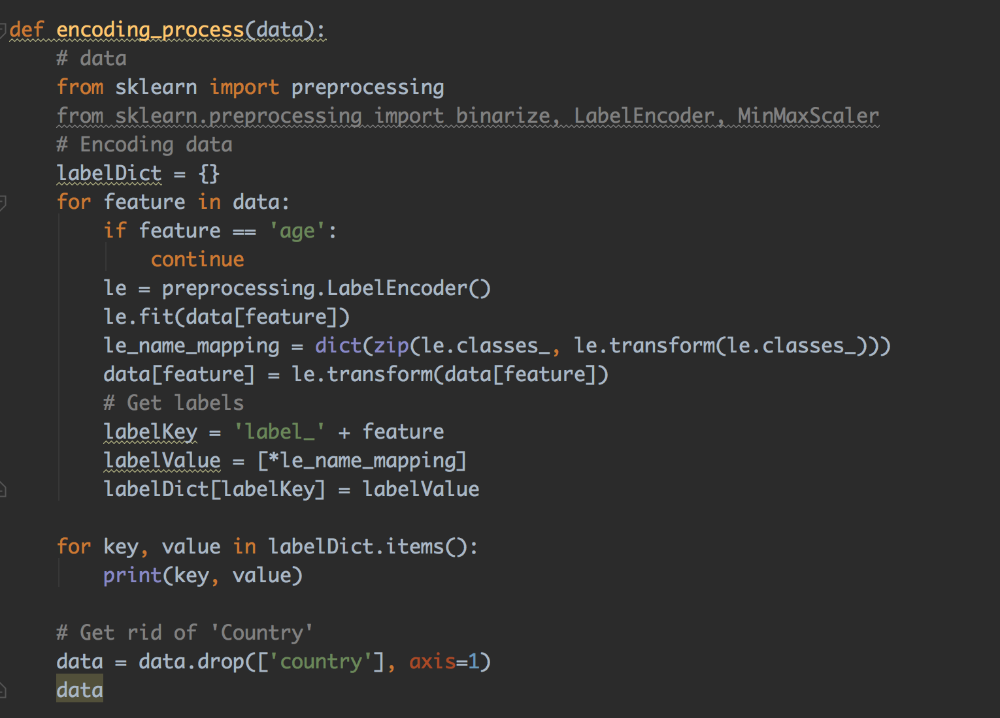 def encoding_process(data):
    # data
    from sklearn import preprocessing
    from sklearn.preprocessing import binarize, LabelEncoder, MinMaxScaler
    # Encoding data
    labelDict = {}
    for feature in data:
        if feature == 'age':
            continue
        le = preprocessing.LabelEncoder()
        le.fit(data[feature])
        le_name_mapping = dict(zip(le.classes_, le.transform(le.classes_)))
        data[feature] = le.transform(data[feature])
        # Get labels
        labelKey = 'label_' + feature
        labelValue = [*le_name_mapping]
        labelDict[labelKey] = labelValue

    for key, value in labelDict.items():
        print(key, value)

    # Get rid of 'Country'
    data = data.drop(['country'], axis=1)
    data